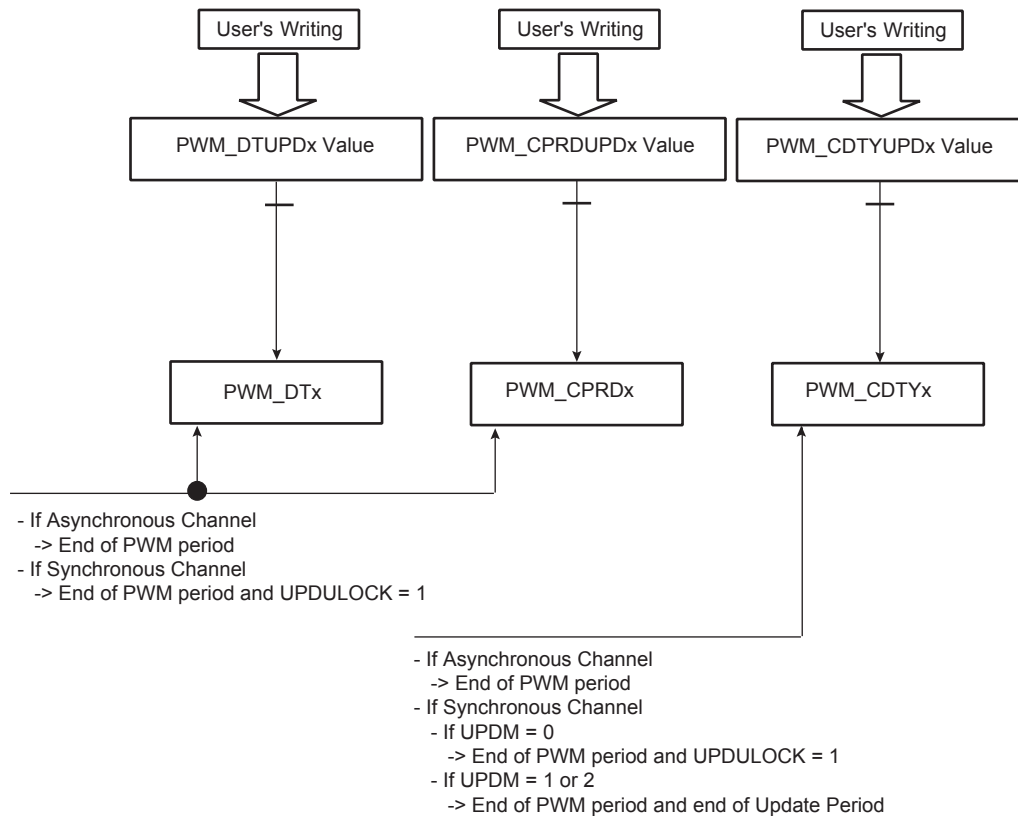 User's Writing
User's Writing
User's Writing
PWM_DTUPDx Value
PWM_CPRDUPDx Value
PWM_CDTYUPDx Value
PWM_DTx
PWM_CPRDx
PWM_CDTYx
- If Asynchronous Channel
-> End of PWM period
- If Synchronous Channel
-> End of PWM period and UPDULOCK = 1
- If Asynchronous Channel
-> End of PWM period
- If Synchronous Channel
- If UPDM = 0
-> End of PWM period and UPDULOCK = 1
- If UPDM = 1 or 2
-> End of PWM period and end of Update Period